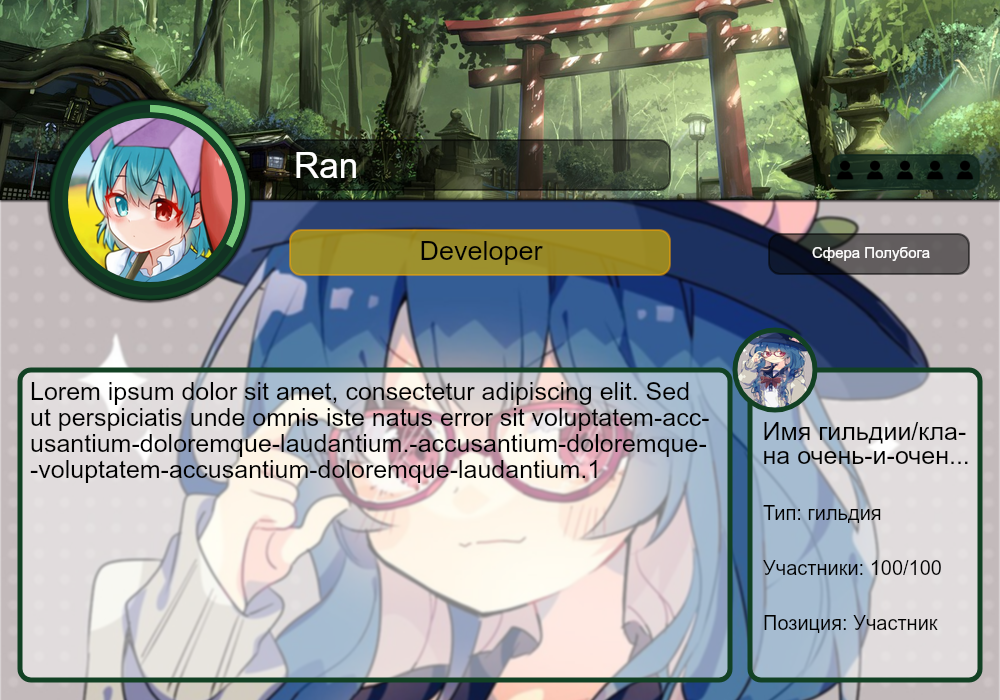 Ran
Developer
Сфера Полубога
Lorem ipsum dolor sit amet, consectetur adipiscing elit. Sed
ut perspiciatis unde omnis iste natus error sit voluptatem-acc-
usantium-doloremque-laudantium.-accusantium-doloremque-
-voluptatem-accusantium-doloremque-laudantium.1
Имя гильдии/кла-
на очень-и-очен...
Тип: гильдия
Участники: 100/100
Позиция: Участник